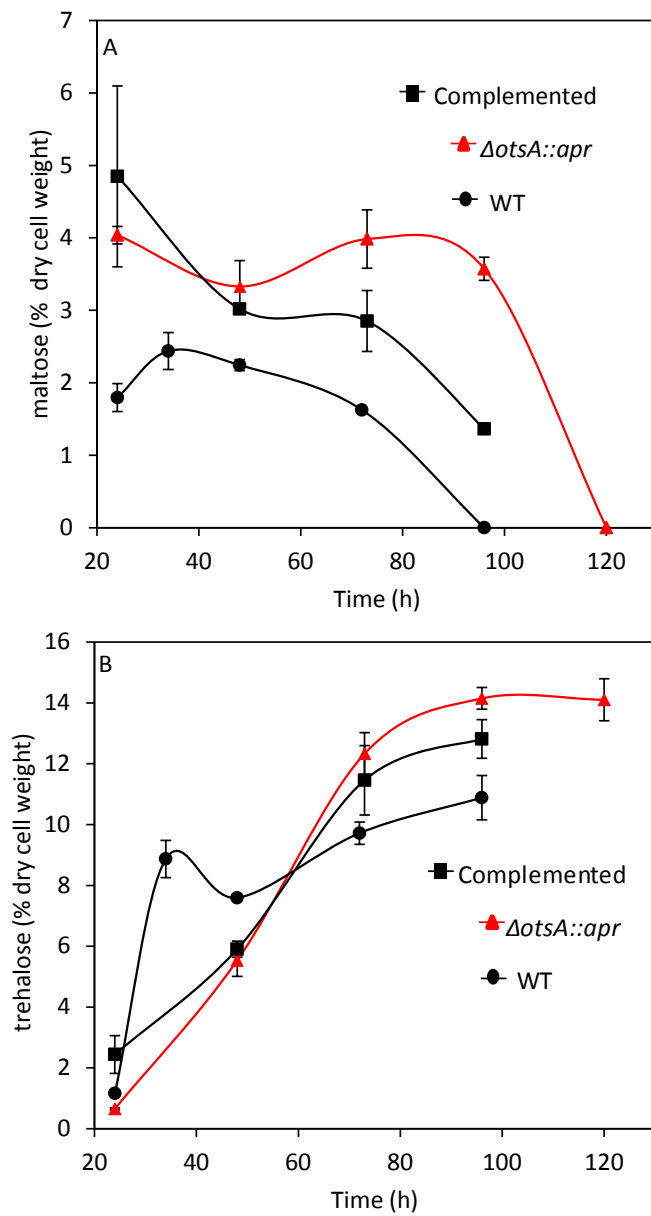 A
7
6
5
4
3
2
1
0
maltose (% dry cell weight)
Complemented
ΔotsA::apr
WT
20 40 60 80 100 120
Time (h)
B
16
14
12
10
8
6
4
2
0
trehalose (% dry cell weight)
Complemented
ΔotsA::apr
WT
20 40 60 80 100 120
Time (h)